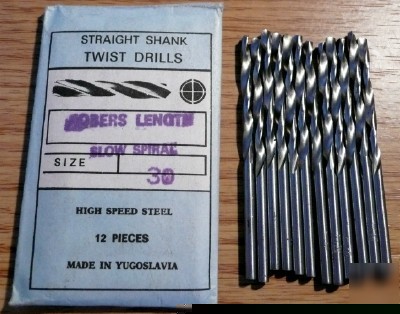 STRAIGHT SHANK
TWIST DRILLS
JOBERS LENGTH
SLOW SPIRAL
SIZE
30
HIGH SPEED STEEL
12 PIECES
MADE IN YUGOSLAVIA